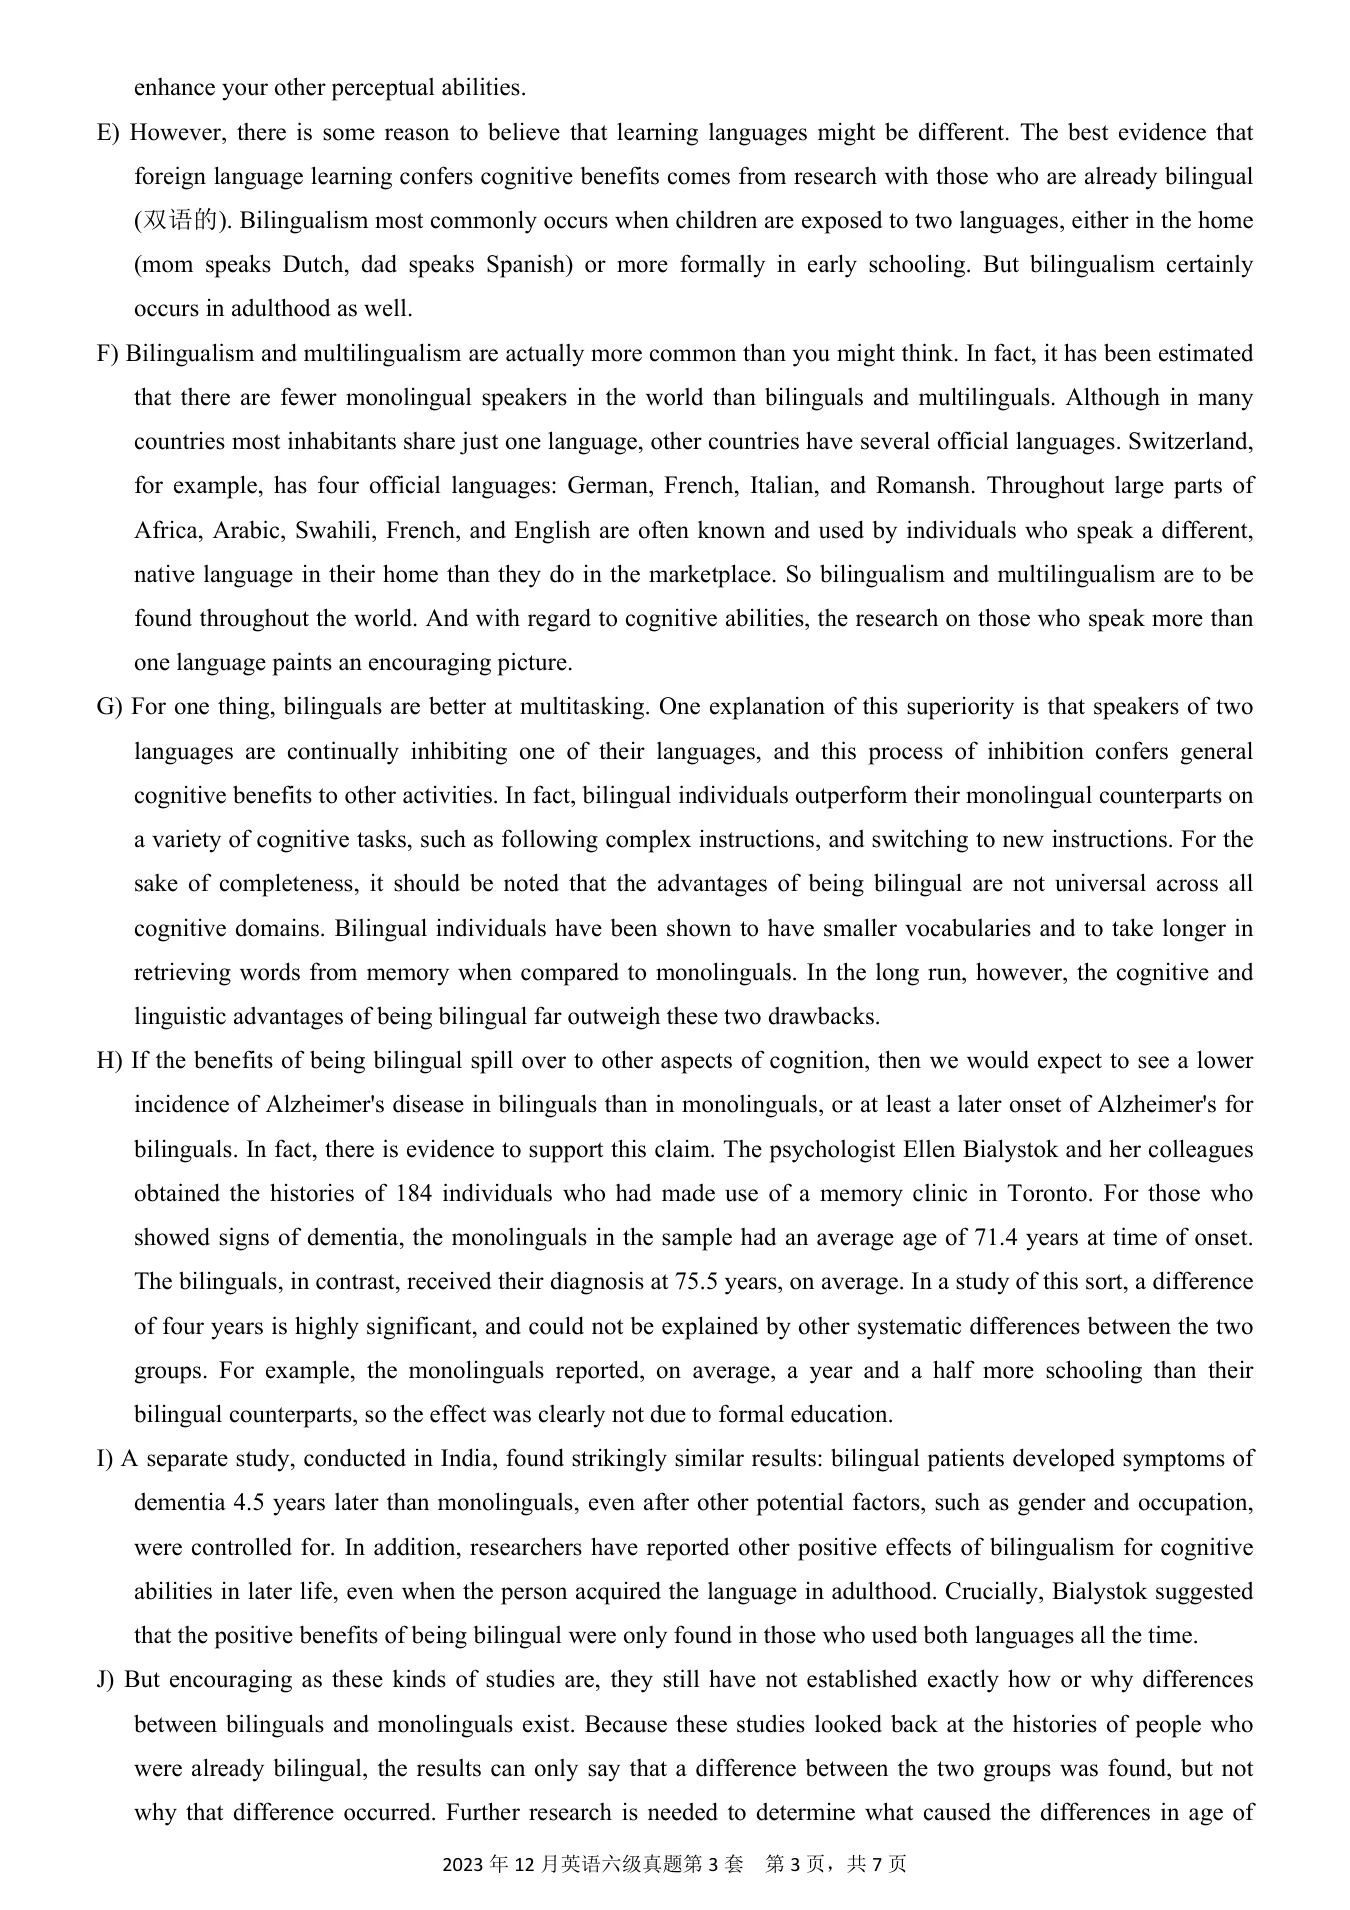 enhance your other perceptual abilities.
E) However, there is some reason to believe that learning languages might be different. The best evidence that
foreign language learning confers cognitive benefits comes from research with those who are already bilingual
(双语的). Bilingualism most commonly occurs when children are exposed to two languages, either in the home
(mom speaks Dutch, dad speaks Spanish) or more formally in early schooling. But bilingualism certainly
occurs in adulthood as well.
F) Bilingualism and multilingualism are actually more common than you might think. In fact, it has been estimated
that there are fewer monolingual speakers in the world than bilinguals and multilinguals. Although in many
countries most inhabitants share just one language, other countries have several official languages. Switzerland,
for example, has four official languages: German, French, Italian, and Romansh. Throughout large parts of
Africa, Arabic, Swahili, French, and English are often known and used by individuals who speak a different,
native language in their home than they do in the marketplace. So bilingualism and multilingualism are to be
found throughout the world. And with regard to cognitive abilities, the research on those who speak more than
one language paints an encouraging picture.
G) For one thing, bilinguals are better at multitasking. One explanation of this superiority is that speakers of two
languages are continually inhibiting one of their languages, and this process of inhibition confers general
cognitive benefits to other activities. In fact, bilingual individuals outperform their monolingual counterparts on
a variety of cognitive tasks, such as following complex instructions, and switching to new instructions. For the
sake of completeness, it should be noted that the advantages of being bilingual are not universal across all
cognitive domains. Bilingual individuals have been shown to have smaller vocabularies and to take longer in
retrieving words from memory when compared to monolinguals. In the long run, however, the cognitive and
linguistic advantages of being bilingual far outweigh these two drawbacks.
H) If the benefits of being bilingual spill over to other aspects of cognition, then we would expect to see a lower
incidence of Alzheimer's disease in bilinguals than in monolinguals, or at least a later onset of Alzheimer's for
bilinguals. In fact, there is evidence to support this claim. The psychologist Ellen Bialystok and her colleagues
obtained the histories of 184 individuals who had made use of a memory clinic in Toronto. For those who
showed signs of dementia, the monolinguals in the sample had an average age of 71.4 years at time of onset.
The bilinguals, in contrast, received their diagnosis at 75.5 years, on average. In a study of this sort, a difference
of four years is highly significant, and could not be explained by other systematic differences between the two
groups. For example, the monolinguals reported, on average, a year and a half more schooling than their
bilingual counterparts, so the effect was clearly not due to formal education.
I) A separate study, conducted in India, found strikingly similar results: bilingual patients developed symptoms of
dementia 4.5 years later than monolinguals, even after other potential factors, such as gender and occupation,
were controlled for. In addition, researchers have reported other positive effects of bilingualism for cognitive
abilities in later life, even when the person acquired the language in adulthood. Crucially, Bialystok suggested
that the positive benefits of being bilingual were only found in those who used both languages all the time.
J) But encouraging as these kinds of studies are, they still have not established exactly how or why differences
between bilinguals and monolinguals exist. Because these studies looked back at the histories of people who
were already bilingual, the results can only say that a difference between the two groups was found, but not
why that difference occurred. Further research is needed to determine what caused the differences in age of
2023 年 12 月英语六级真题第 3 套 第 3 页，共 7 页